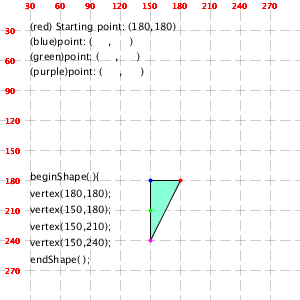 30 60 90 120 150 180 210 240 270
30
(red) Starting point: (180,180)
(blue)point: ( , )
(green)point: ( , )
(purple)point: ( , )
60
90
120
150
180
beginShape(){
vertex(180,180);
vertex(150,180);
210
vertex(150,210);
240
vertex(150,240);
endShape();
270